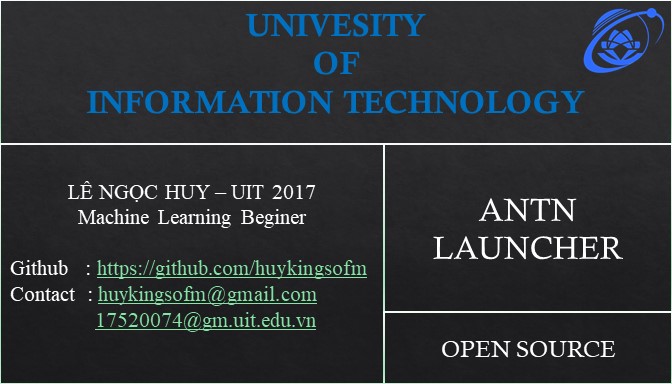 UNIVESITY
OF
INFORMATION TECHNOLOGY
LÊ NGỌC HUY – UIT 2017
Machine Learning Beginer
Github : https://github.com/huykingsofm
Contact : huykingsofm@gmail.com
17520074@gm.uit.edu.vn
ANTN
LAUNCHER
OPEN SOURCE